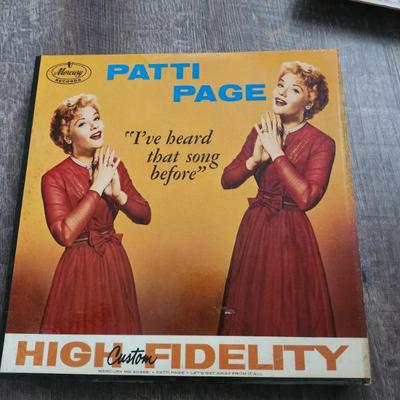 Mercury
RECORDS
PATTI
PAGE
"I've heard
that song
before"
HIGH Custom FIDELITY
MERCURY MG 20388 • PATTI PAGE • LET'S GET AWAY FROM IT ALL